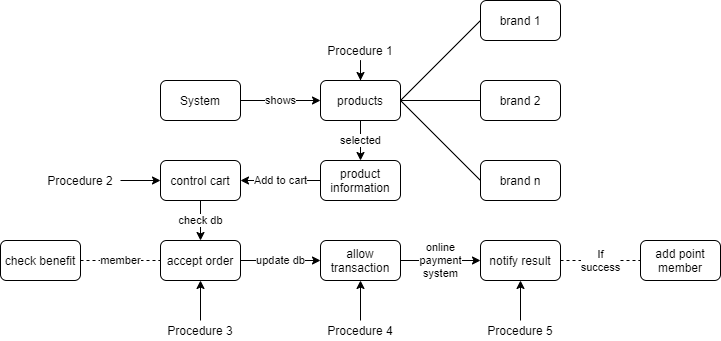 brand 1
Procedure 1
System
shows
products
brand 2
selected
Procedure 2
control cart
Add to cart
product
information
brand n
check db
check benefit
member
accept order
update db
allow
transaction
online
payment
system
notify result
If
success
add point
member
Procedure 3
Procedure 4
Procedure 5